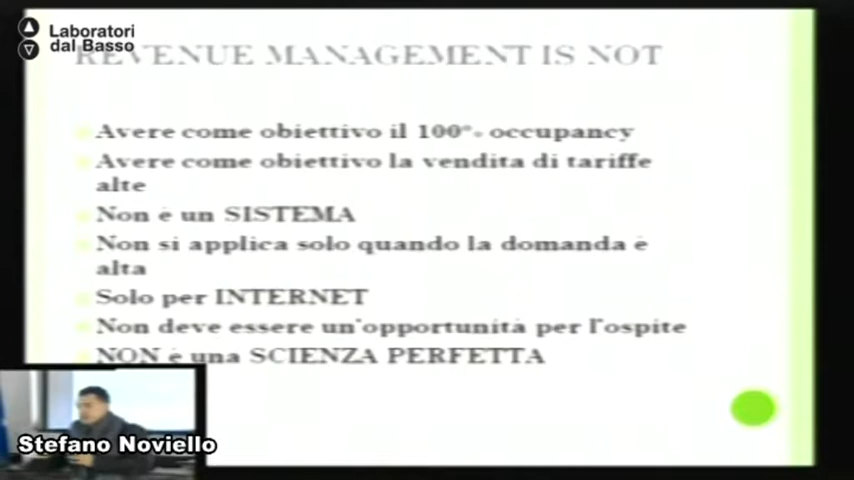 Laboratori
dal Basso
REVENUE MANAGEMENT IS NOT
Avere come obiettivo il 100% occupancy
Avere come obiettivo la vendita di tariffe
alte
Non è un SISTEMA
Non si applica solo quando la domanda è
alta
Solo per INTERNET
Non deve essere un'opportunità per l'ospite
NON è una SCIENZA PERFETTA
Stefano Noviello